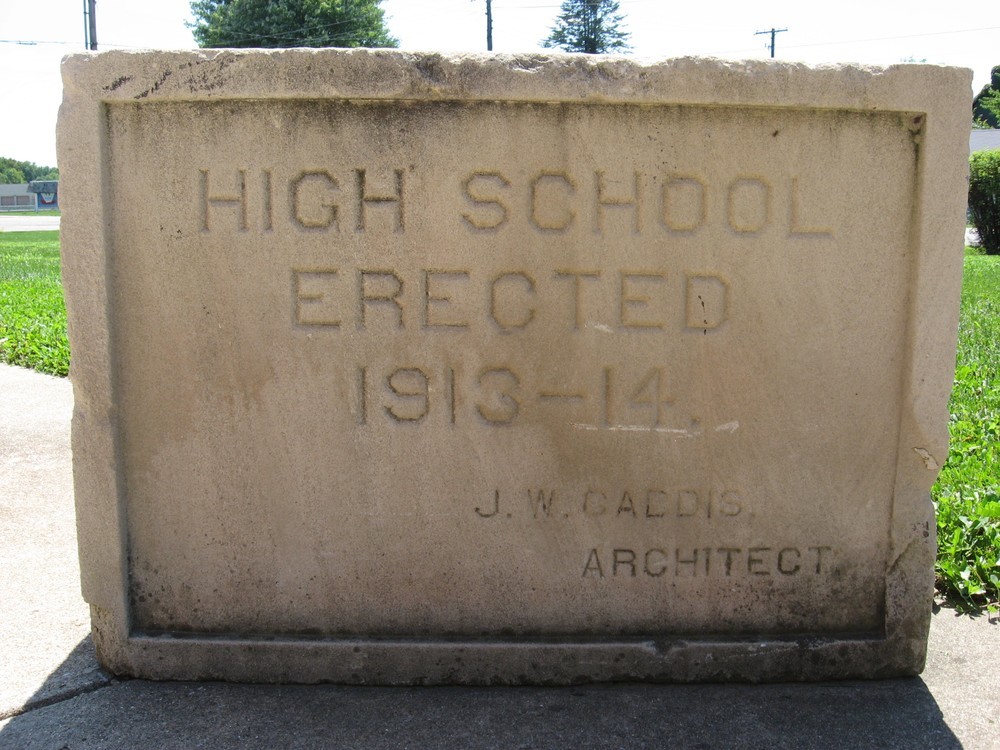 HIGH SCHOOL
ERECTED
1913-14.
J. W. GADDIS.
ARCHITECT.